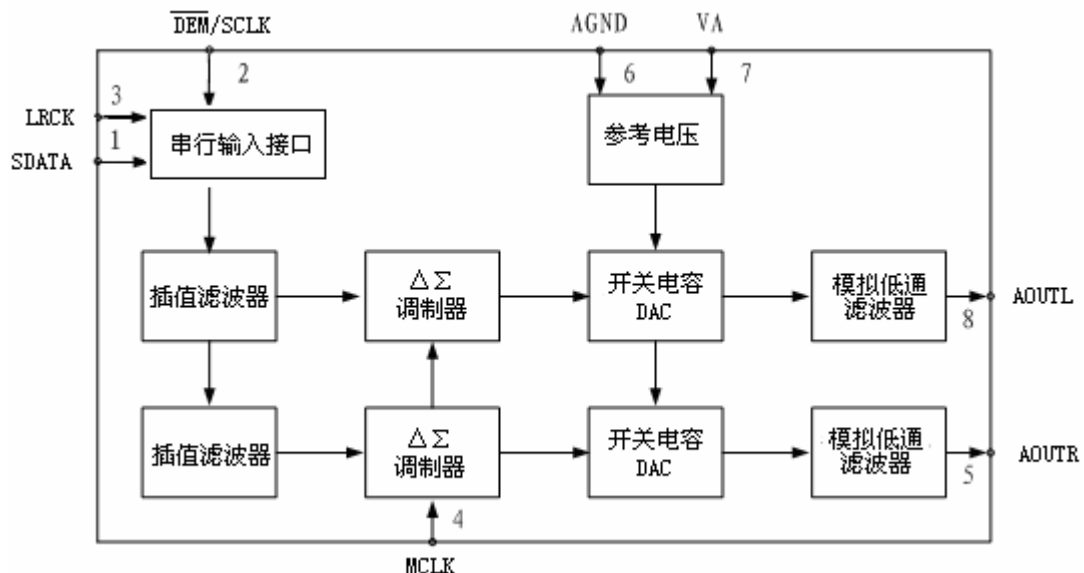 D̅E̅M̅/SCLK
AGND
VA
2
6
7
LRCK
3
SDATA
1
串行输入接口
参考电压
插值滤波器
ΔΣ
调制器
开关电容
DAC
模拟低通
滤波器
8
AOUTL
插值滤波器
ΔΣ
调制器
开关电容
DAC
模拟低通
滤波器
5
AOUTR
4
MCLK